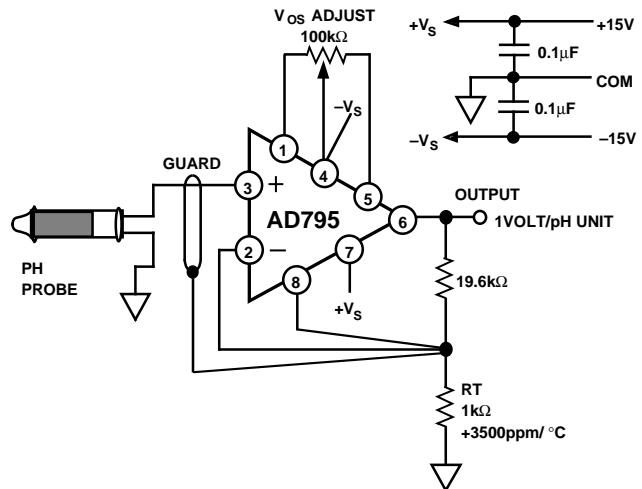 V_OS ADJUST
100kΩ
+V_S
+15V
0.1μF
COM
0.1μF
–V_S
–15V
–V_S
GUARD
1
4
5
3
+
AD795
6
OUTPUT
1VOLT/pH UNIT
2
–
7
8
+V_S
PH
PROBE
19.6kΩ
RT
1kΩ
+3500ppm/ °C